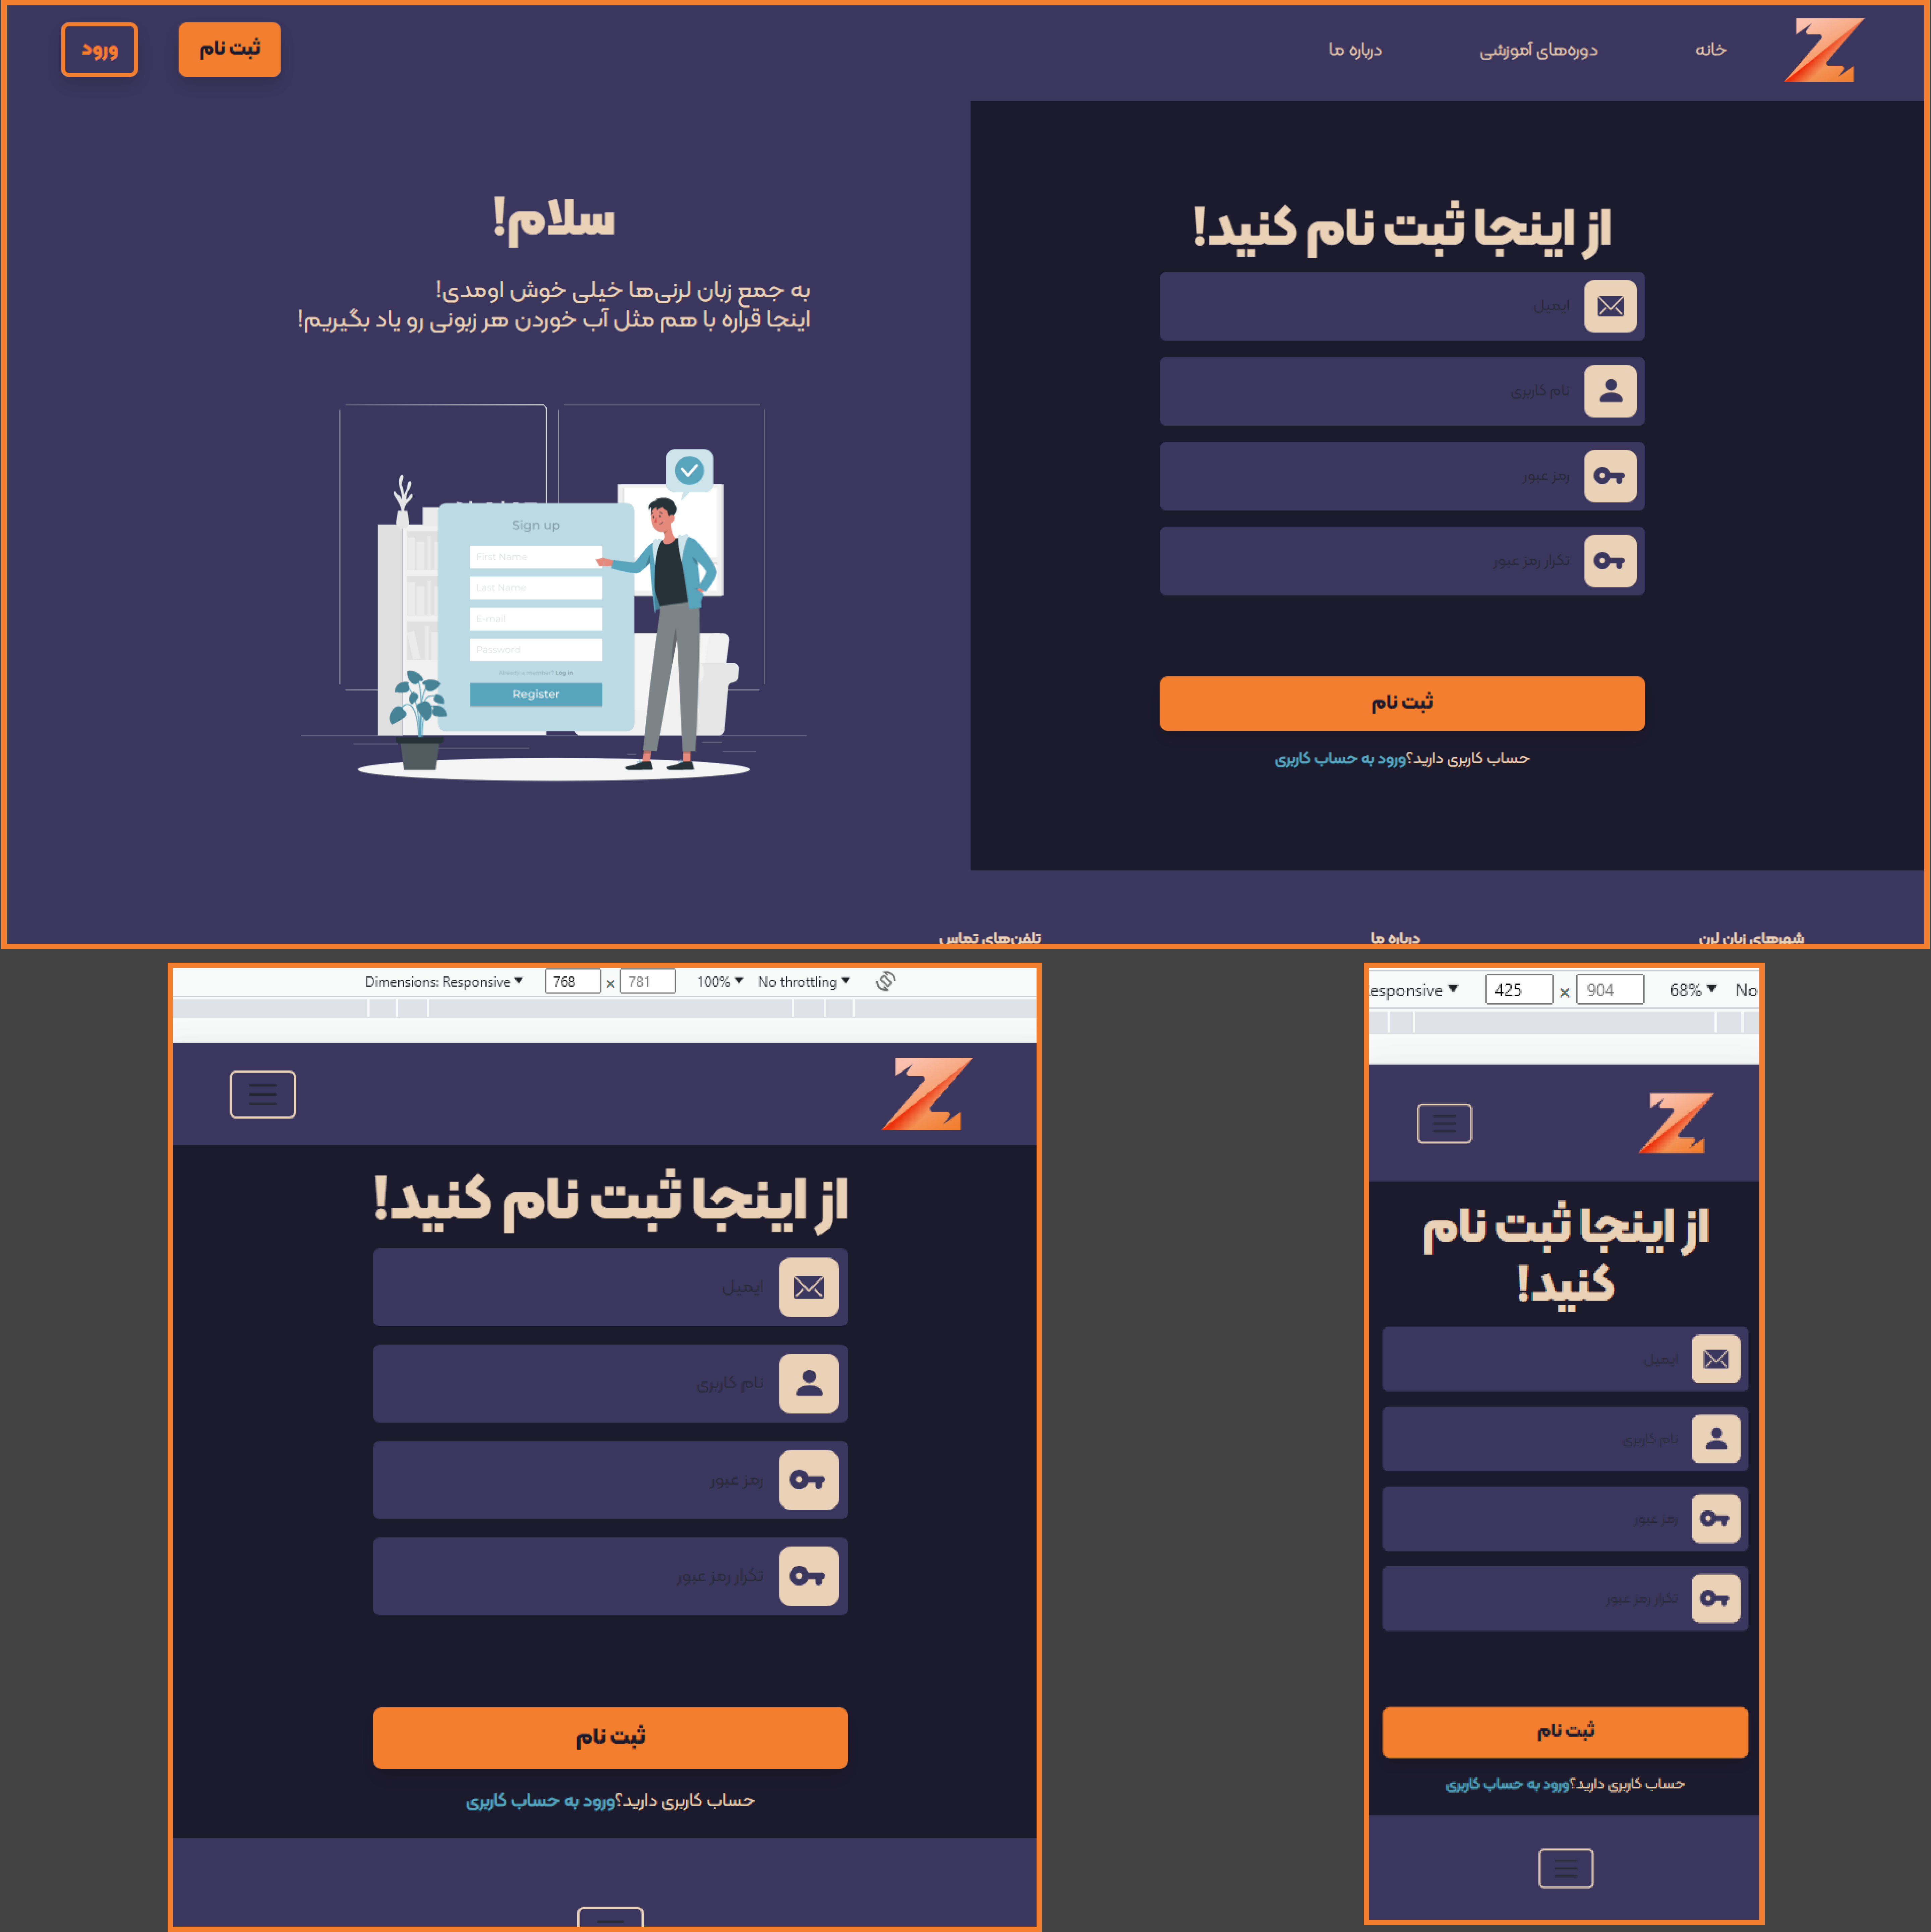 خانه
دوره‌های آموزشی
درباره ما
ثبت نام
ورود
از اینجا ثبت نام کنید!
ایمیل
نام کاربری
رمز عبور
تکرار رمز عبور
ثبت نام
حساب کاربری دارید؟ورود به حساب کاربری
سلام!
به جمع زبان لرنی‌ها خیلی خوش اومدی!
اینجا قراره با هم مثل آب خوردن هر زبونی رو یاد بگیریم!
Sign up
First Name
Last Name
E-mail
Password
Already a member? Log in
Register
شهرهای زبان لرن
درباره ما
تلفن‌های تماس
Dimensions: Responsive 768 x 781 100% No throttling
از اینجا ثبت نام کنید!
ایمیل
نام کاربری
رمز عبور
تکرار رمز عبور
ثبت نام
حساب کاربری دارید؟ورود به حساب کاربری
esponsive 425 x 904 68% No
از اینجا ثبت نام
کنید!
ایمیل
نام کاربری
رمز عبور
تکرار رمز عبور
ثبت نام
حساب کاربری دارید؟ورود به حساب کاربری